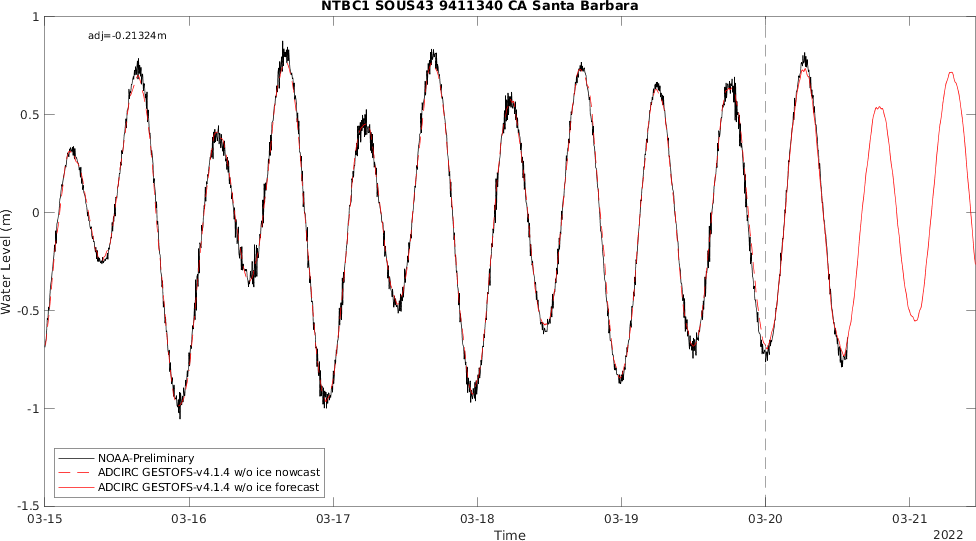 NTBC1 SOUS43 9411340 CA Santa Barbara
adj=-0.21324m
1
0.5
0
-0.5
-1
-1.5
Water Level (m)
NOAA-Preliminary
ADCIRC GESTOFS-v4.1.4 w/o ice nowcast
ADCIRC GESTOFS-v4.1.4 w/o ice forecast
03-15 03-16 03-17 03-18 03-19 03-20 03-21
Time
2022